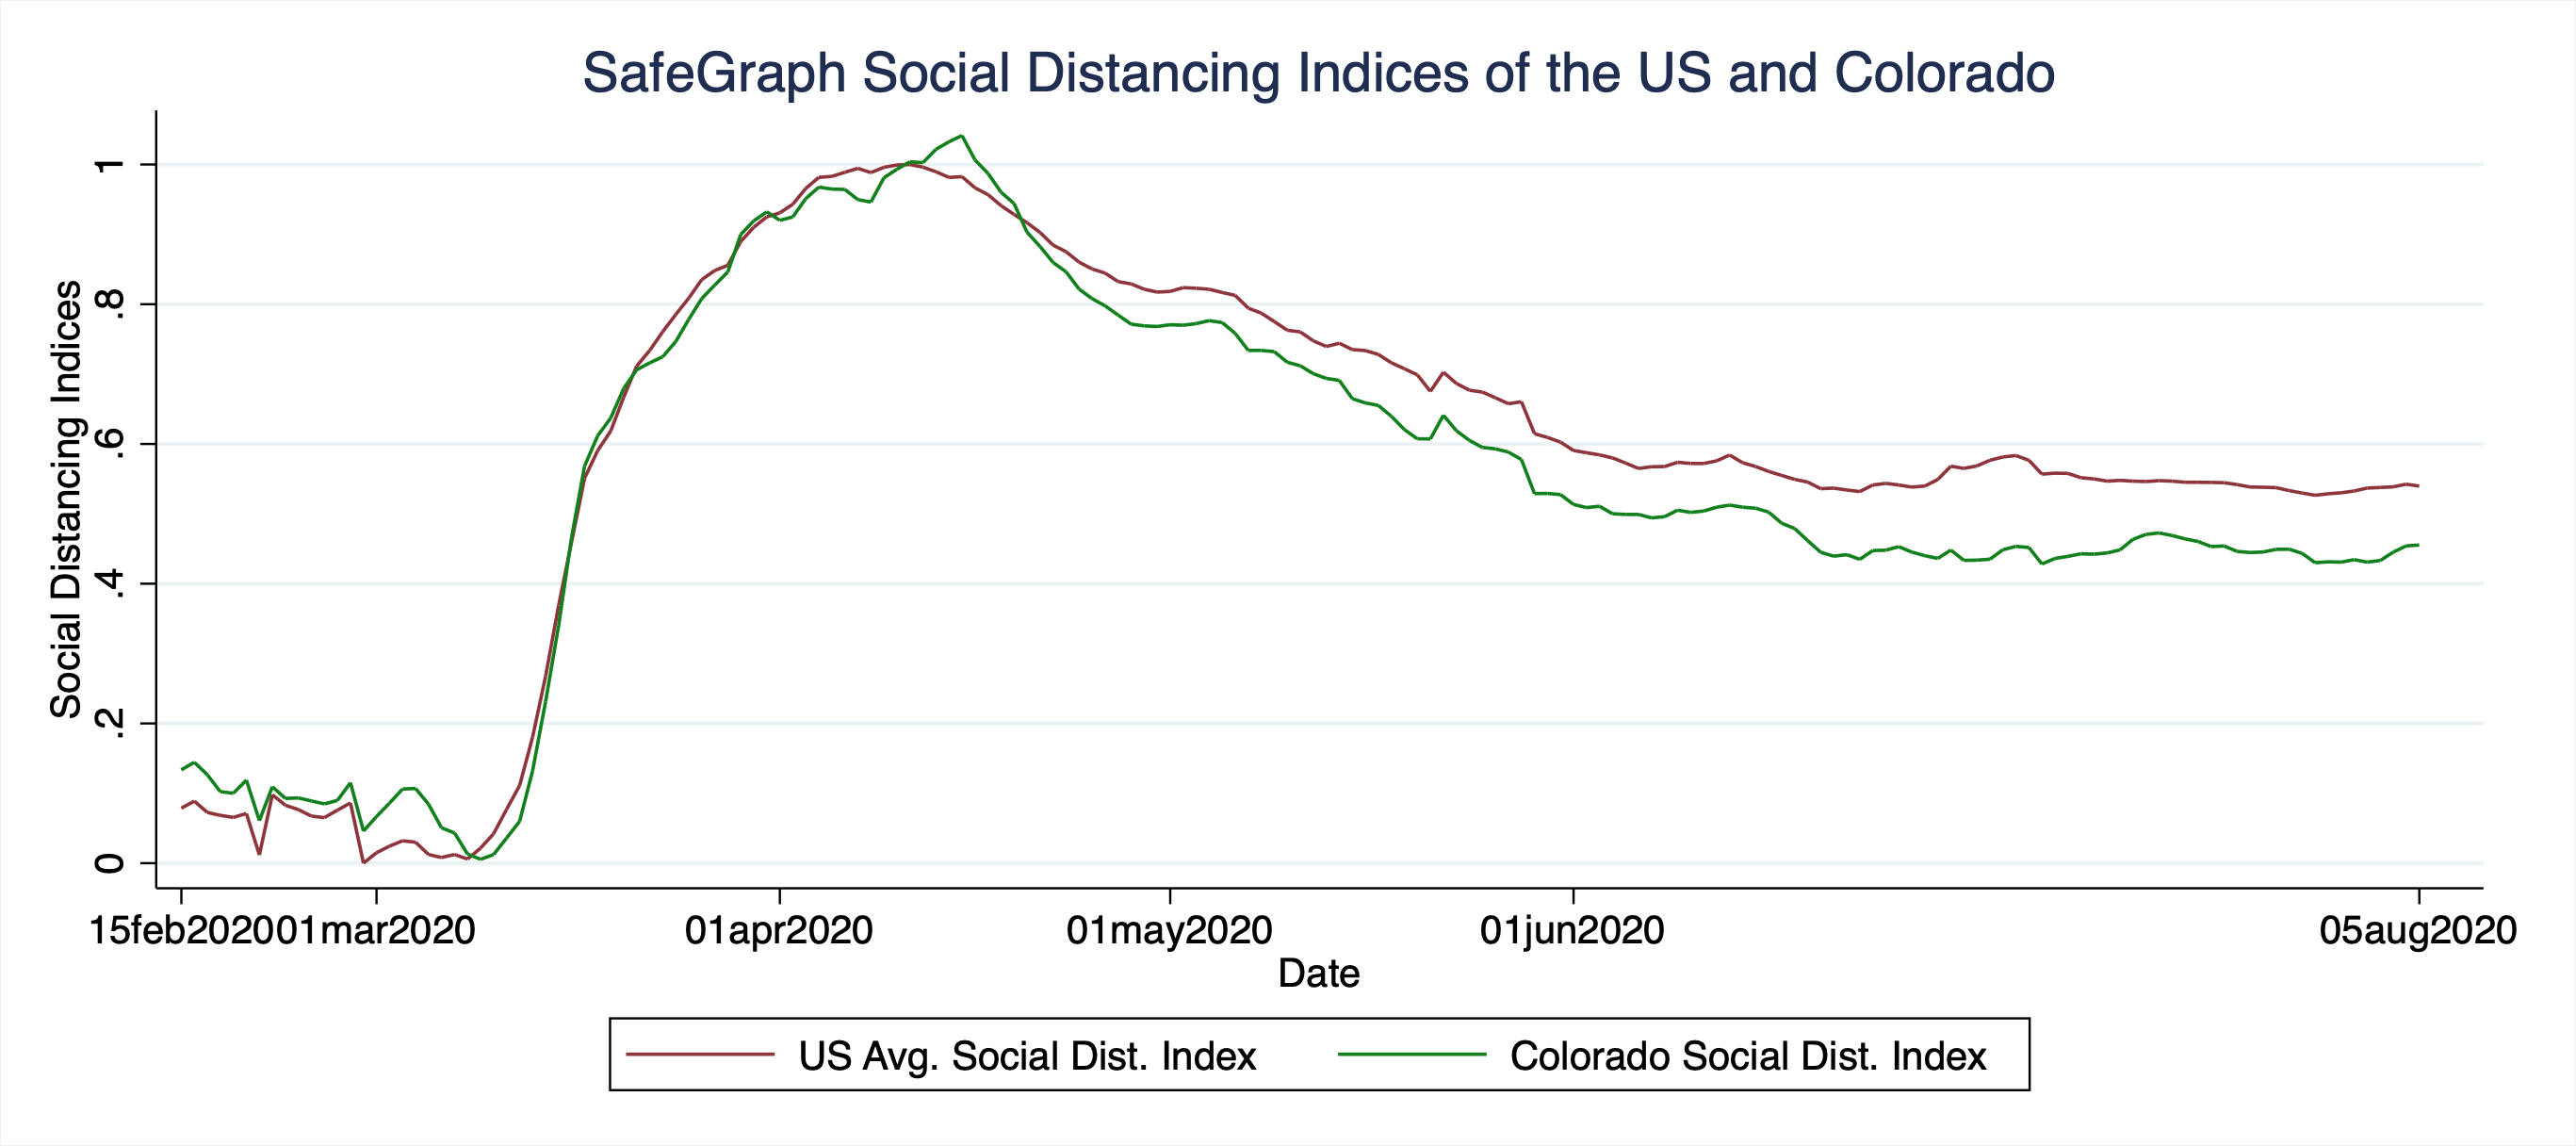 SafeGraph Social Distancing Indices of the US and Colorado
Social Distancing Indices
1
.8
.6
.4
.2
0
15feb2020 01mar2020 01apr2020 01may2020 01jun2020 05aug2020
Date
US Avg. Social Dist. Index Colorado Social Dist. Index